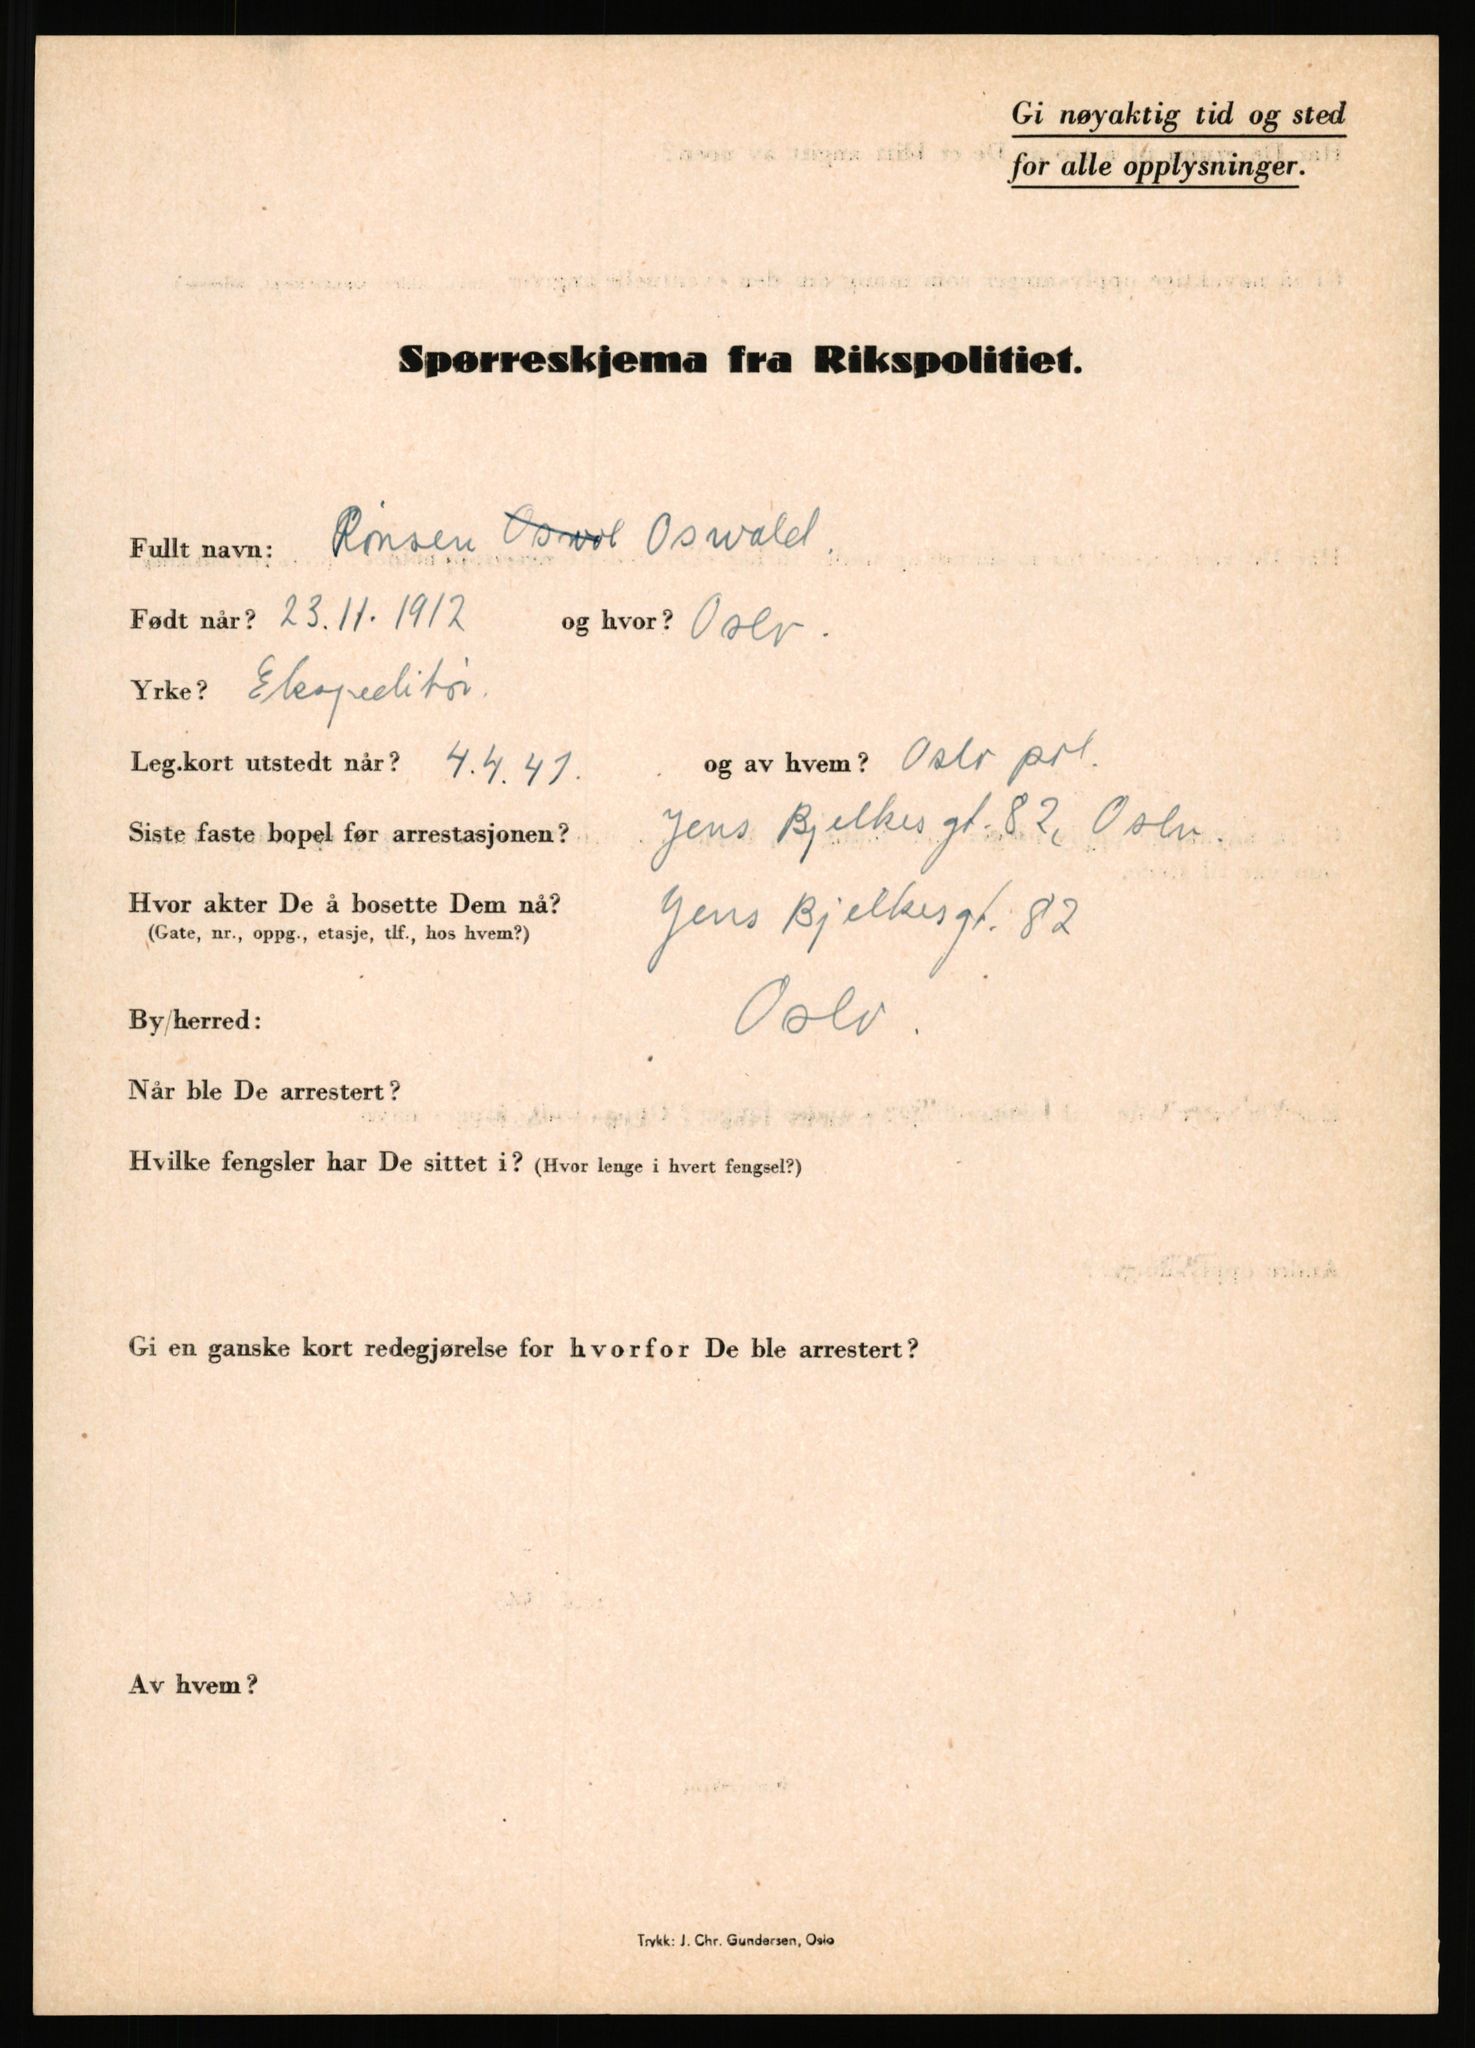 Gi nøyaktig tid og sted
for alle opplysninger.
Spørreskjema fra Rikspolitiet.
Fullt navn: Rønsen Osvol Oswald.
Født når? 23.11.1912 og hvor? Oslo.
Yrke? Ekspeditør.
Leg.kort utstedt når? 4.4.41. og av hvem? Oslo pol.
Siste faste bopel før arrestasjonen? Jens Bjelkes gt. 82, Oslo.
Hvor akter De å bosette Dem nå? Jens Bjelkesgt. 82
(Gate, nr., oppg., etasje, tlf., hos hvem?)
By/herred: Oslo.
Når ble De arrestert?
Hvilke fengsler har De sittet i? (Hvor lenge i hvert fengsel?)
Gi en ganske kort redegjørelse for hvorfor De ble arrestert?
Av hvem?
Trykk: J. Chr. Gundersen, Oslo